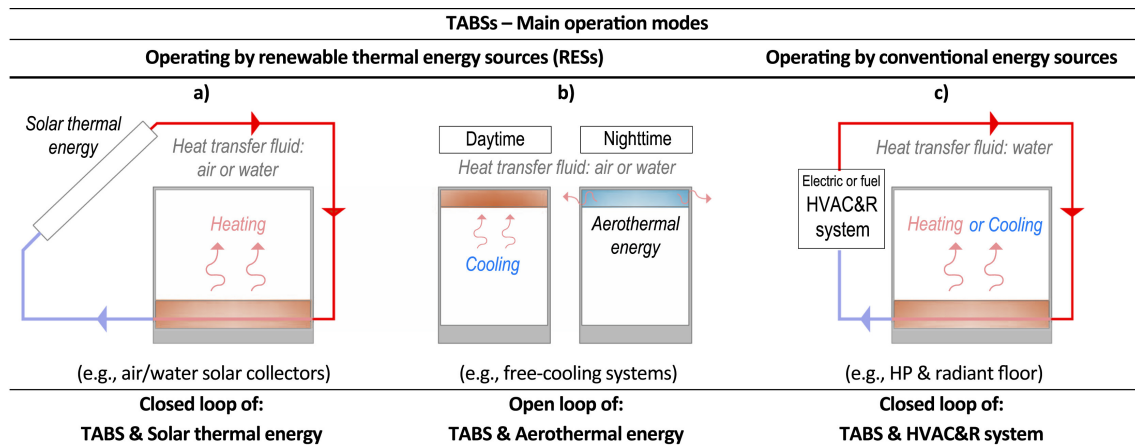 TABSs – Main operation modes
Operating by renewable thermal energy sources (RESs)
Operating by conventional energy sources
a)
Solar thermal
energy
Heat transfer fluid:
air or water
Heating
(e.g., air/water solar collectors)
Closed loop of:
TABS & Solar thermal energy
b)
Daytime
Nighttime
Heat transfer fluid: air or water
Cooling
Aerothermal
energy
(e.g., free-cooling systems)
Open loop of:
TABS & Aerothermal energy
c)
Heat transfer fluid: water
Electric or fuel
HVAC&R
system
Heating or Cooling
(e.g., HP & radiant floor)
Closed loop of:
TABS & HVAC&R system